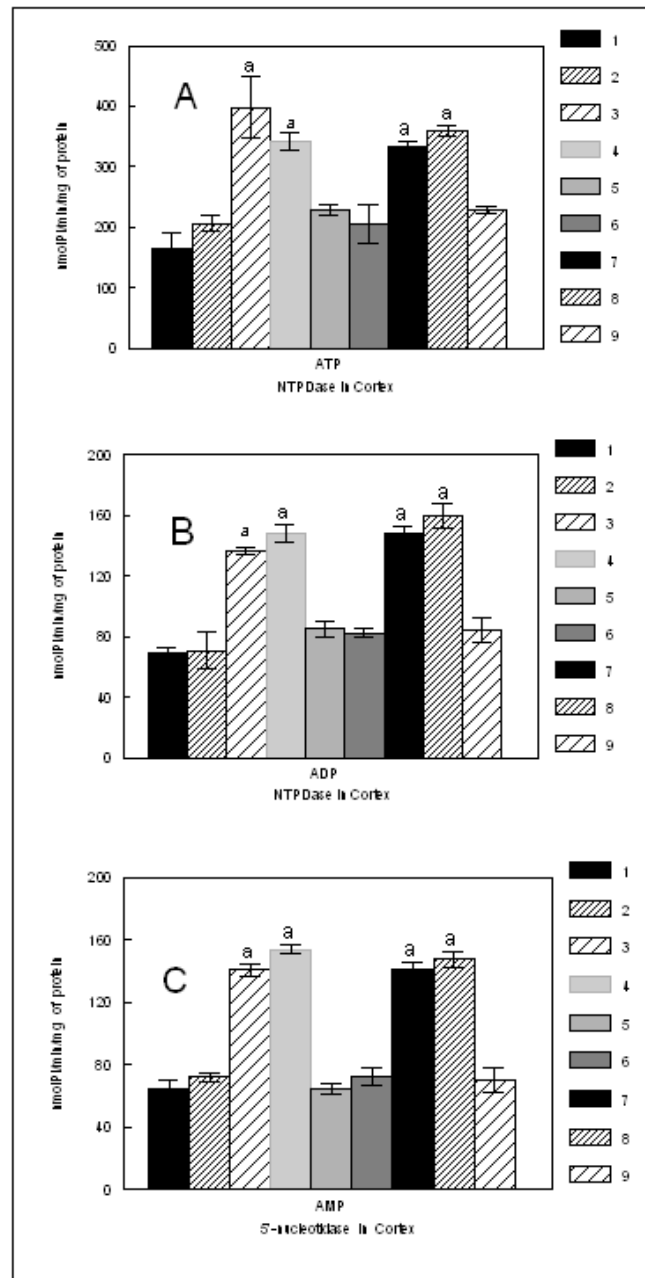 A
500
400
300
200
100
0
nmolPi/min/mg of protein
a
a
a
a
ATP
NTPDase in Cortex
1
2
3
4
5
6
7
8
9
B
200
160
120
80
40
0
nmolPi/min/mg of protein
a
a
a
a
ADP
NTPDase in Cortex
1
2
3
4
5
6
7
8
9
C
200
160
120
80
40
0
nmolPi/min/mg of protein
a
a
a
a
AMP
5'-nucleotidase in Cortex
1
2
3
4
5
6
7
8
9